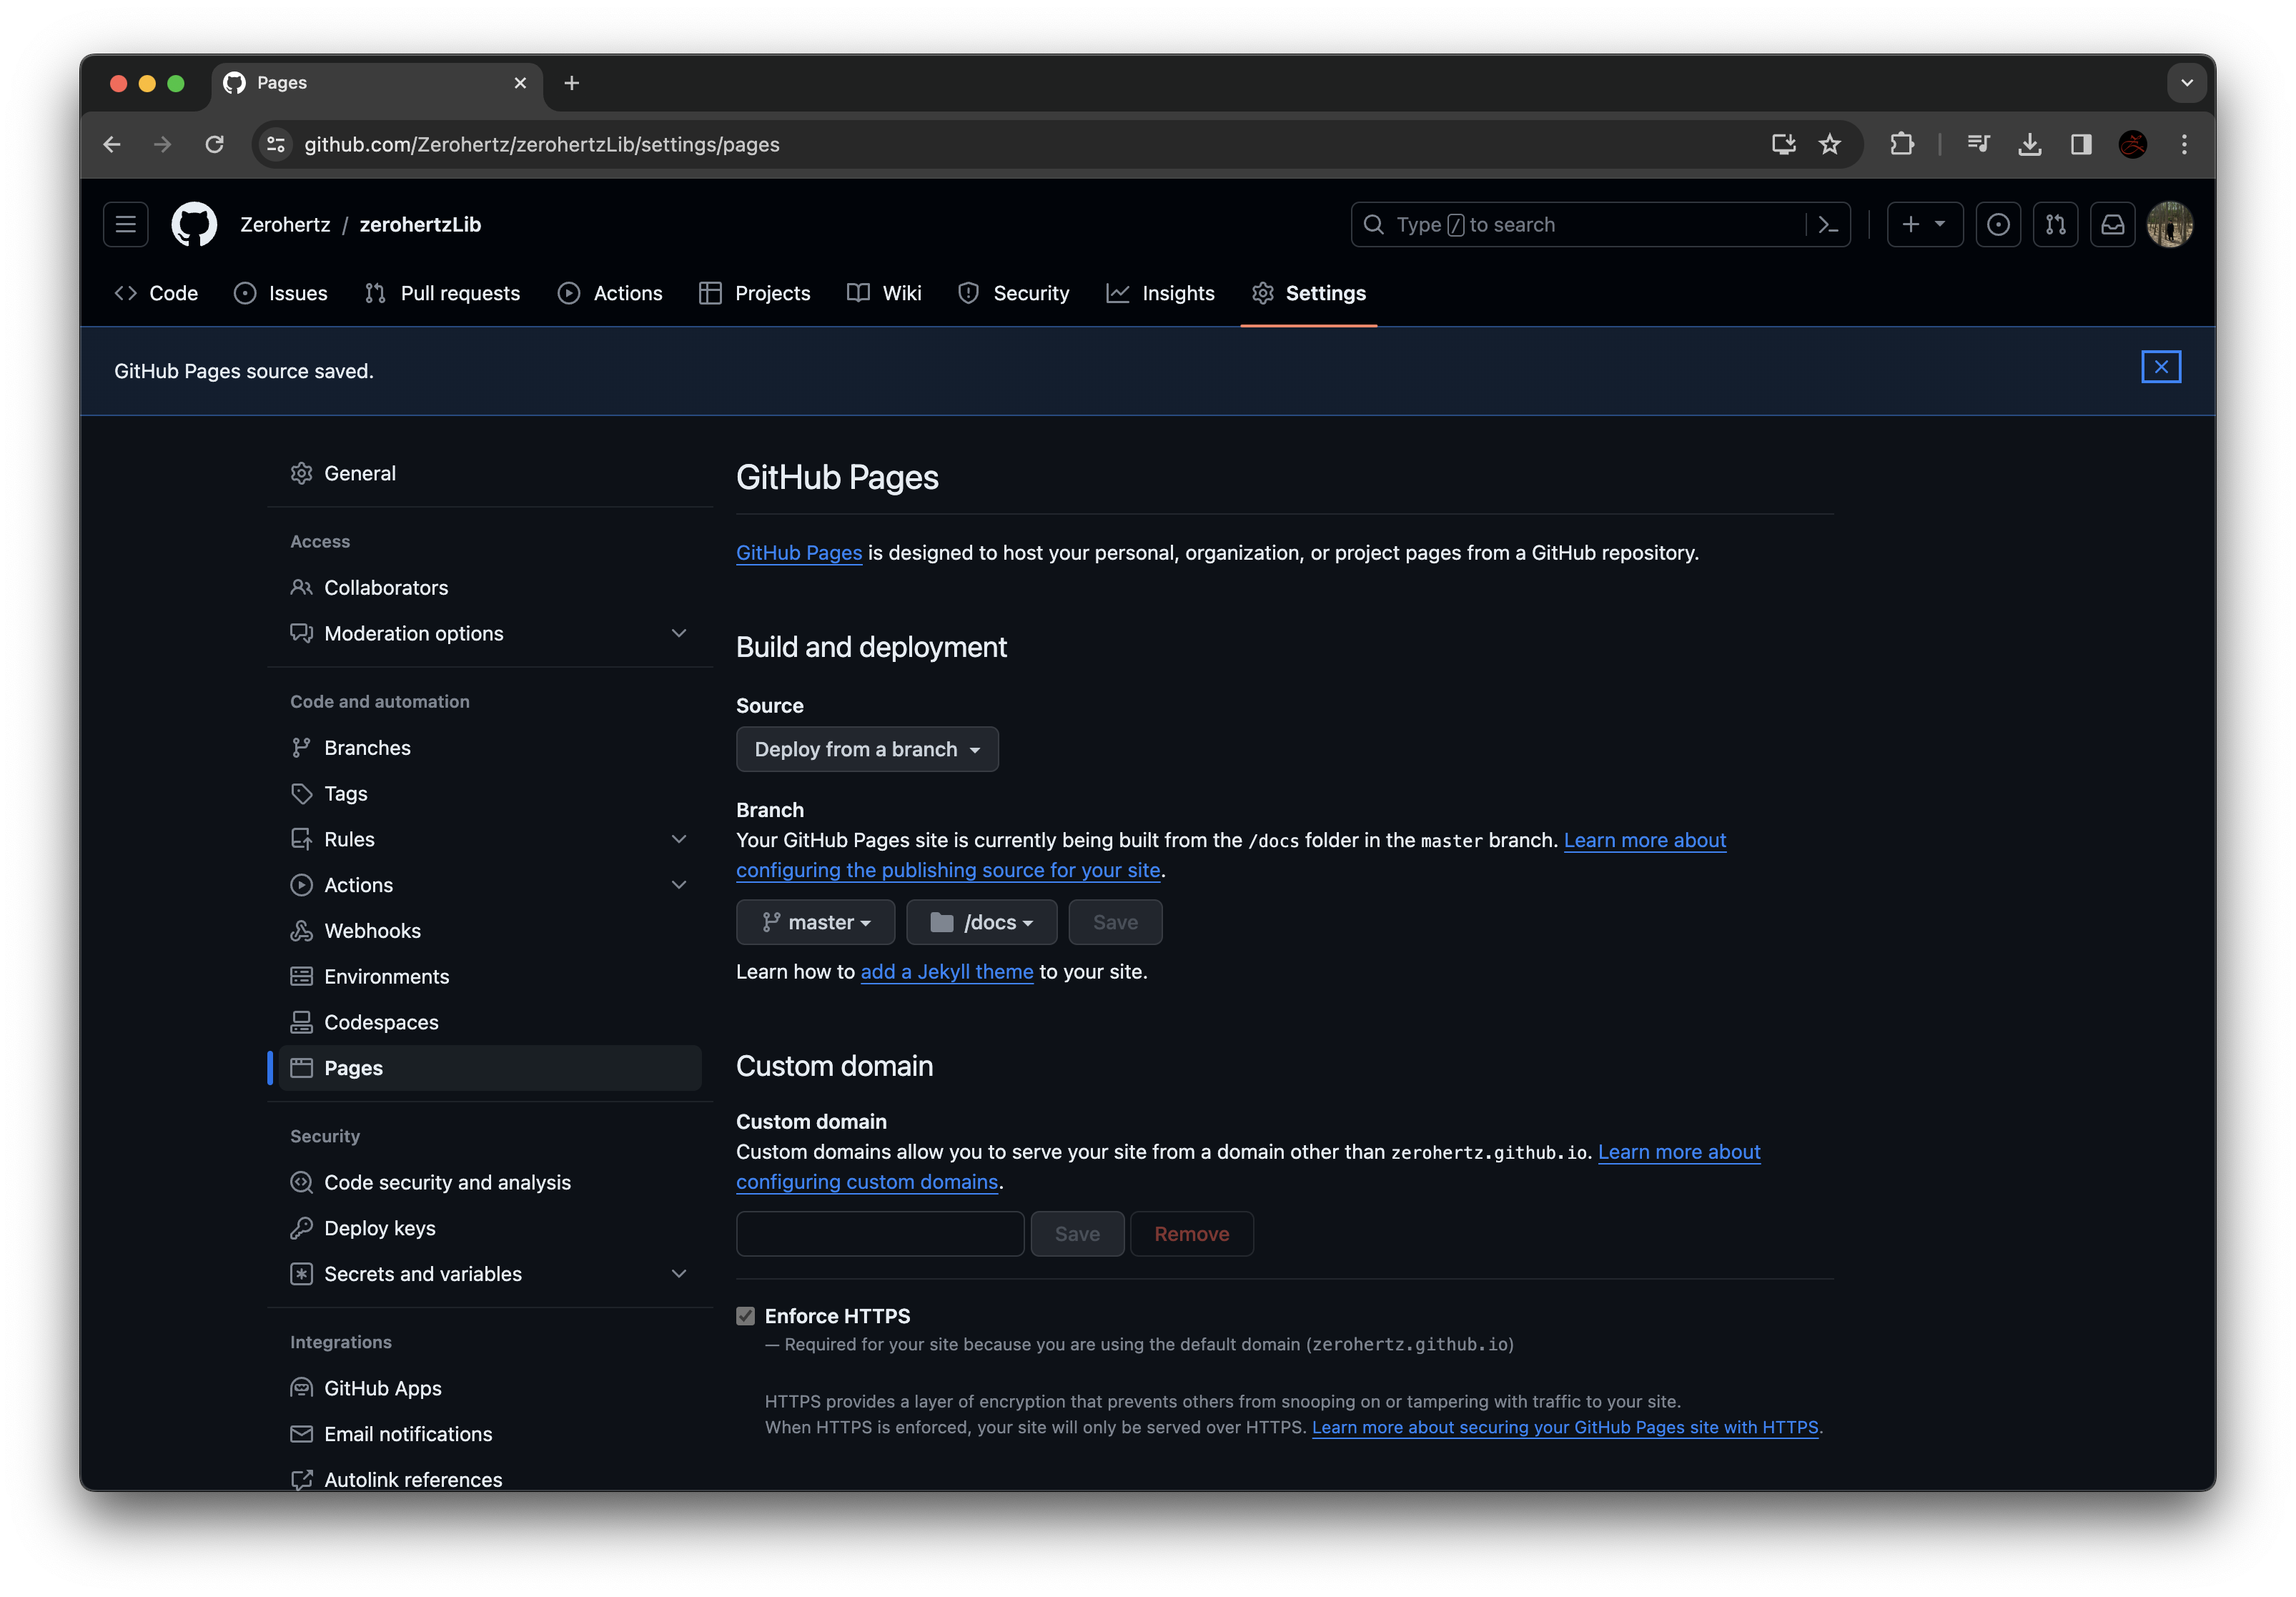 Pages
github.com/Zerohertz/zerohertzLib/settings/pages
Zerohertz / zerohertzLib
Type / to search
Code Issues Pull requests Actions Projects Wiki Security Insights Settings
GitHub Pages source saved.
General
Access
Collaborators
Moderation options
Code and automation
Branches
Tags
Rules
Actions
Webhooks
Environments
Codespaces
Pages
Security
Code security and analysis
Deploy keys
Secrets and variables
Integrations
GitHub Apps
Email notifications
Autolink references
GitHub Pages
GitHub Pages is designed to host your personal, organization, or project pages from a GitHub repository.
Build and deployment
Source
Deploy from a branch
Branch
Your GitHub Pages site is currently being built from the /docs folder in the master branch. Learn more about
configuring the publishing source for your site.
master /docs Save
Learn how to add a Jekyll theme to your site.
Custom domain
Custom domain
Custom domains allow you to serve your site from a domain other than zerohertz.github.io. Learn more about
configuring custom domains.
Save Remove
Enforce HTTPS
— Required for your site because you are using the default domain (zerohertz.github.io)
HTTPS provides a layer of encryption that prevents others from snooping on or tampering with traffic to your site.
When HTTPS is enforced, your site will only be served over HTTPS. Learn more about securing your GitHub Pages site with HTTPS.